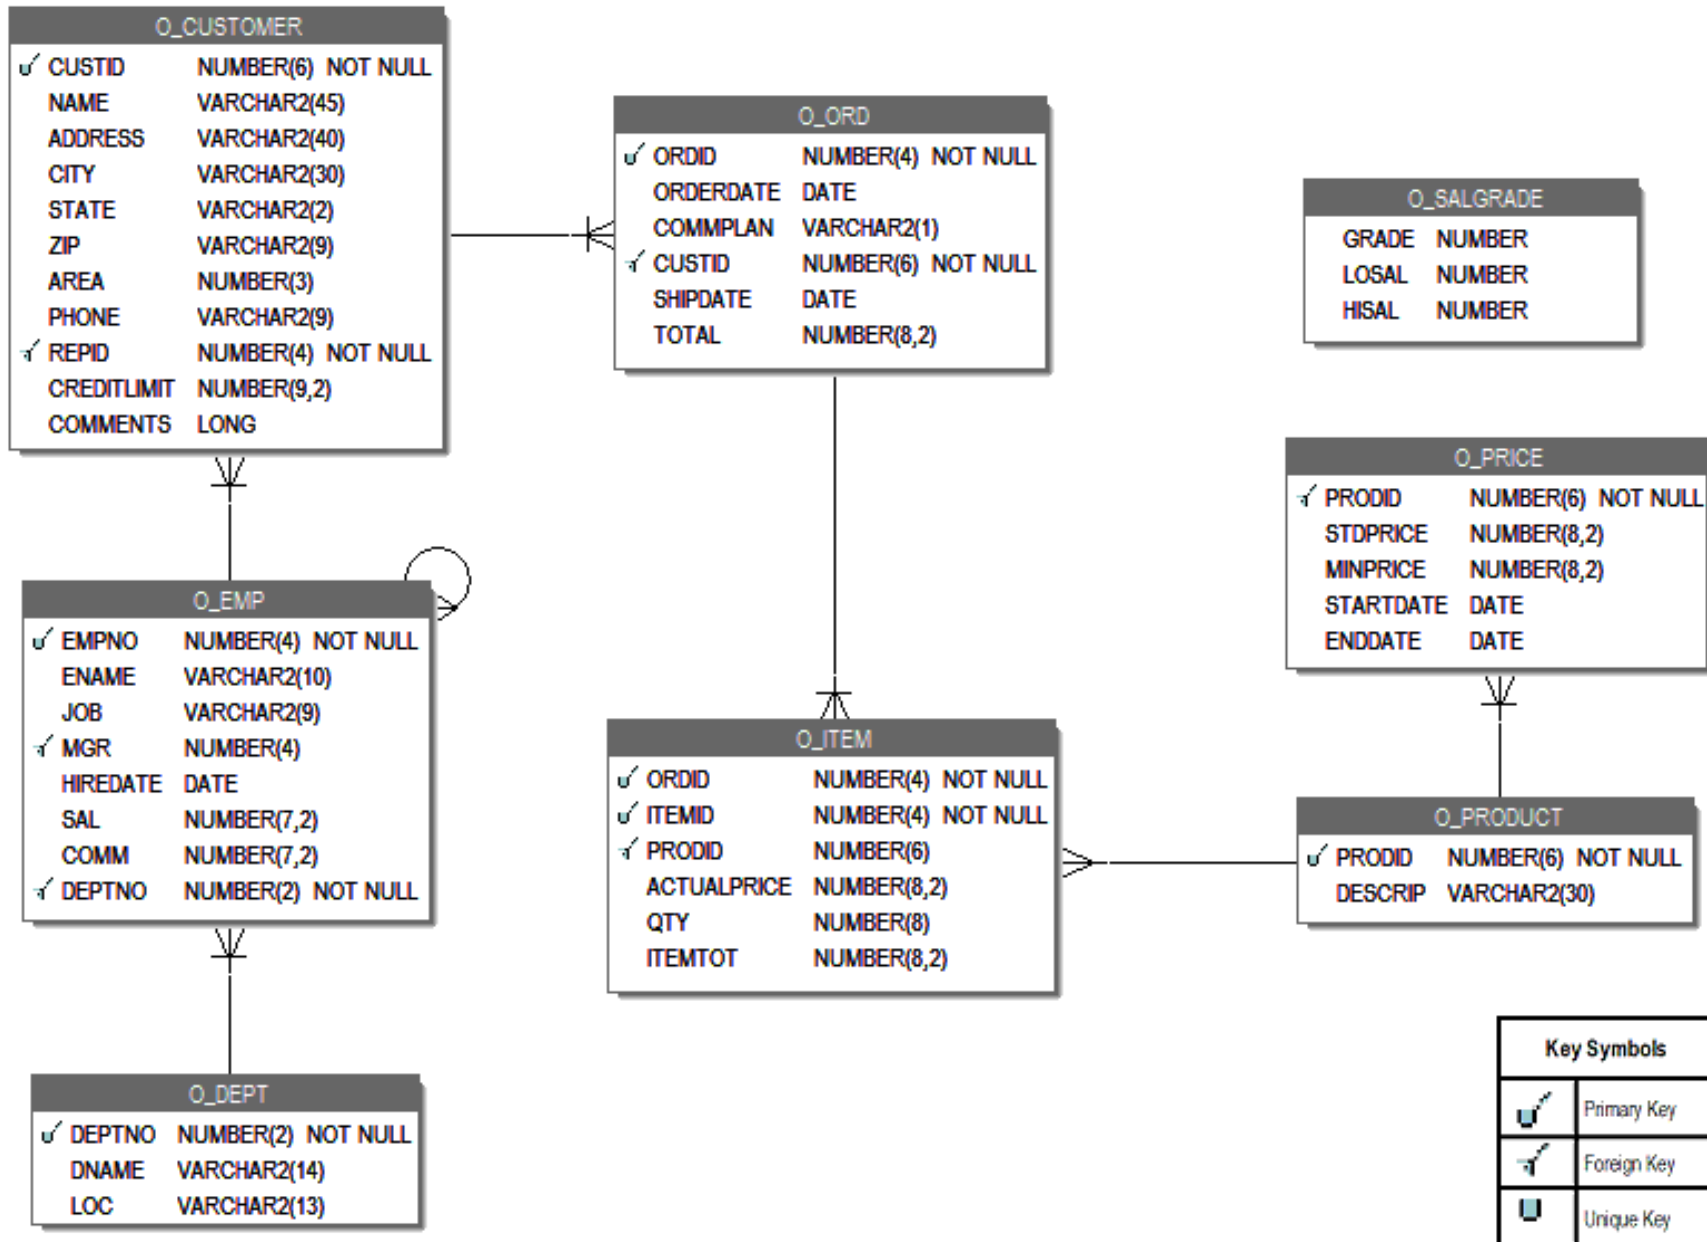 O_CUSTOMER
CUSTID NUMBER(6) NOT NULL
NAME VARCHAR2(45)
ADDRESS VARCHAR2(40)
CITY VARCHAR2(30)
STATE VARCHAR2(2)
ZIP VARCHAR2(9)
AREA NUMBER(3)
PHONE VARCHAR2(9)
REPID NUMBER(4) NOT NULL
CREDITLIMIT NUMBER(9,2)
COMMENTS LONG
O_ORD
ORDID NUMBER(4) NOT NULL
ORDERDATE DATE
COMMPLAN VARCHAR2(1)
CUSTID NUMBER(6) NOT NULL
SHIPDATE DATE
TOTAL NUMBER(8,2)
O_SALGRADE
GRADE NUMBER
LOSAL NUMBER
HISAL NUMBER
O_PRICE
PRODID NUMBER(6) NOT NULL
STDPRICE NUMBER(8,2)
MINPRICE NUMBER(8,2)
STARTDATE DATE
ENDDATE DATE
O_EMP
EMPNO NUMBER(4) NOT NULL
ENAME VARCHAR2(10)
JOB VARCHAR2(9)
MGR NUMBER(4)
HIREDATE DATE
SAL NUMBER(7,2)
COMM NUMBER(7,2)
DEPTNO NUMBER(2) NOT NULL
O_ITEM
ORDID NUMBER(4) NOT NULL
ITEMID NUMBER(4) NOT NULL
PRODID NUMBER(6)
ACTUALPRICE NUMBER(8,2)
QTY NUMBER(8)
ITEMTOT NUMBER(8,2)
O_PRODUCT
PRODID NUMBER(6) NOT NULL
DESCRIP VARCHAR2(30)
O_DEPT
DEPTNO NUMBER(2) NOT NULL
DNAME VARCHAR2(14)
LOC VARCHAR2(13)
Key Symbols
Primary Key
Foreign Key
Unique Key